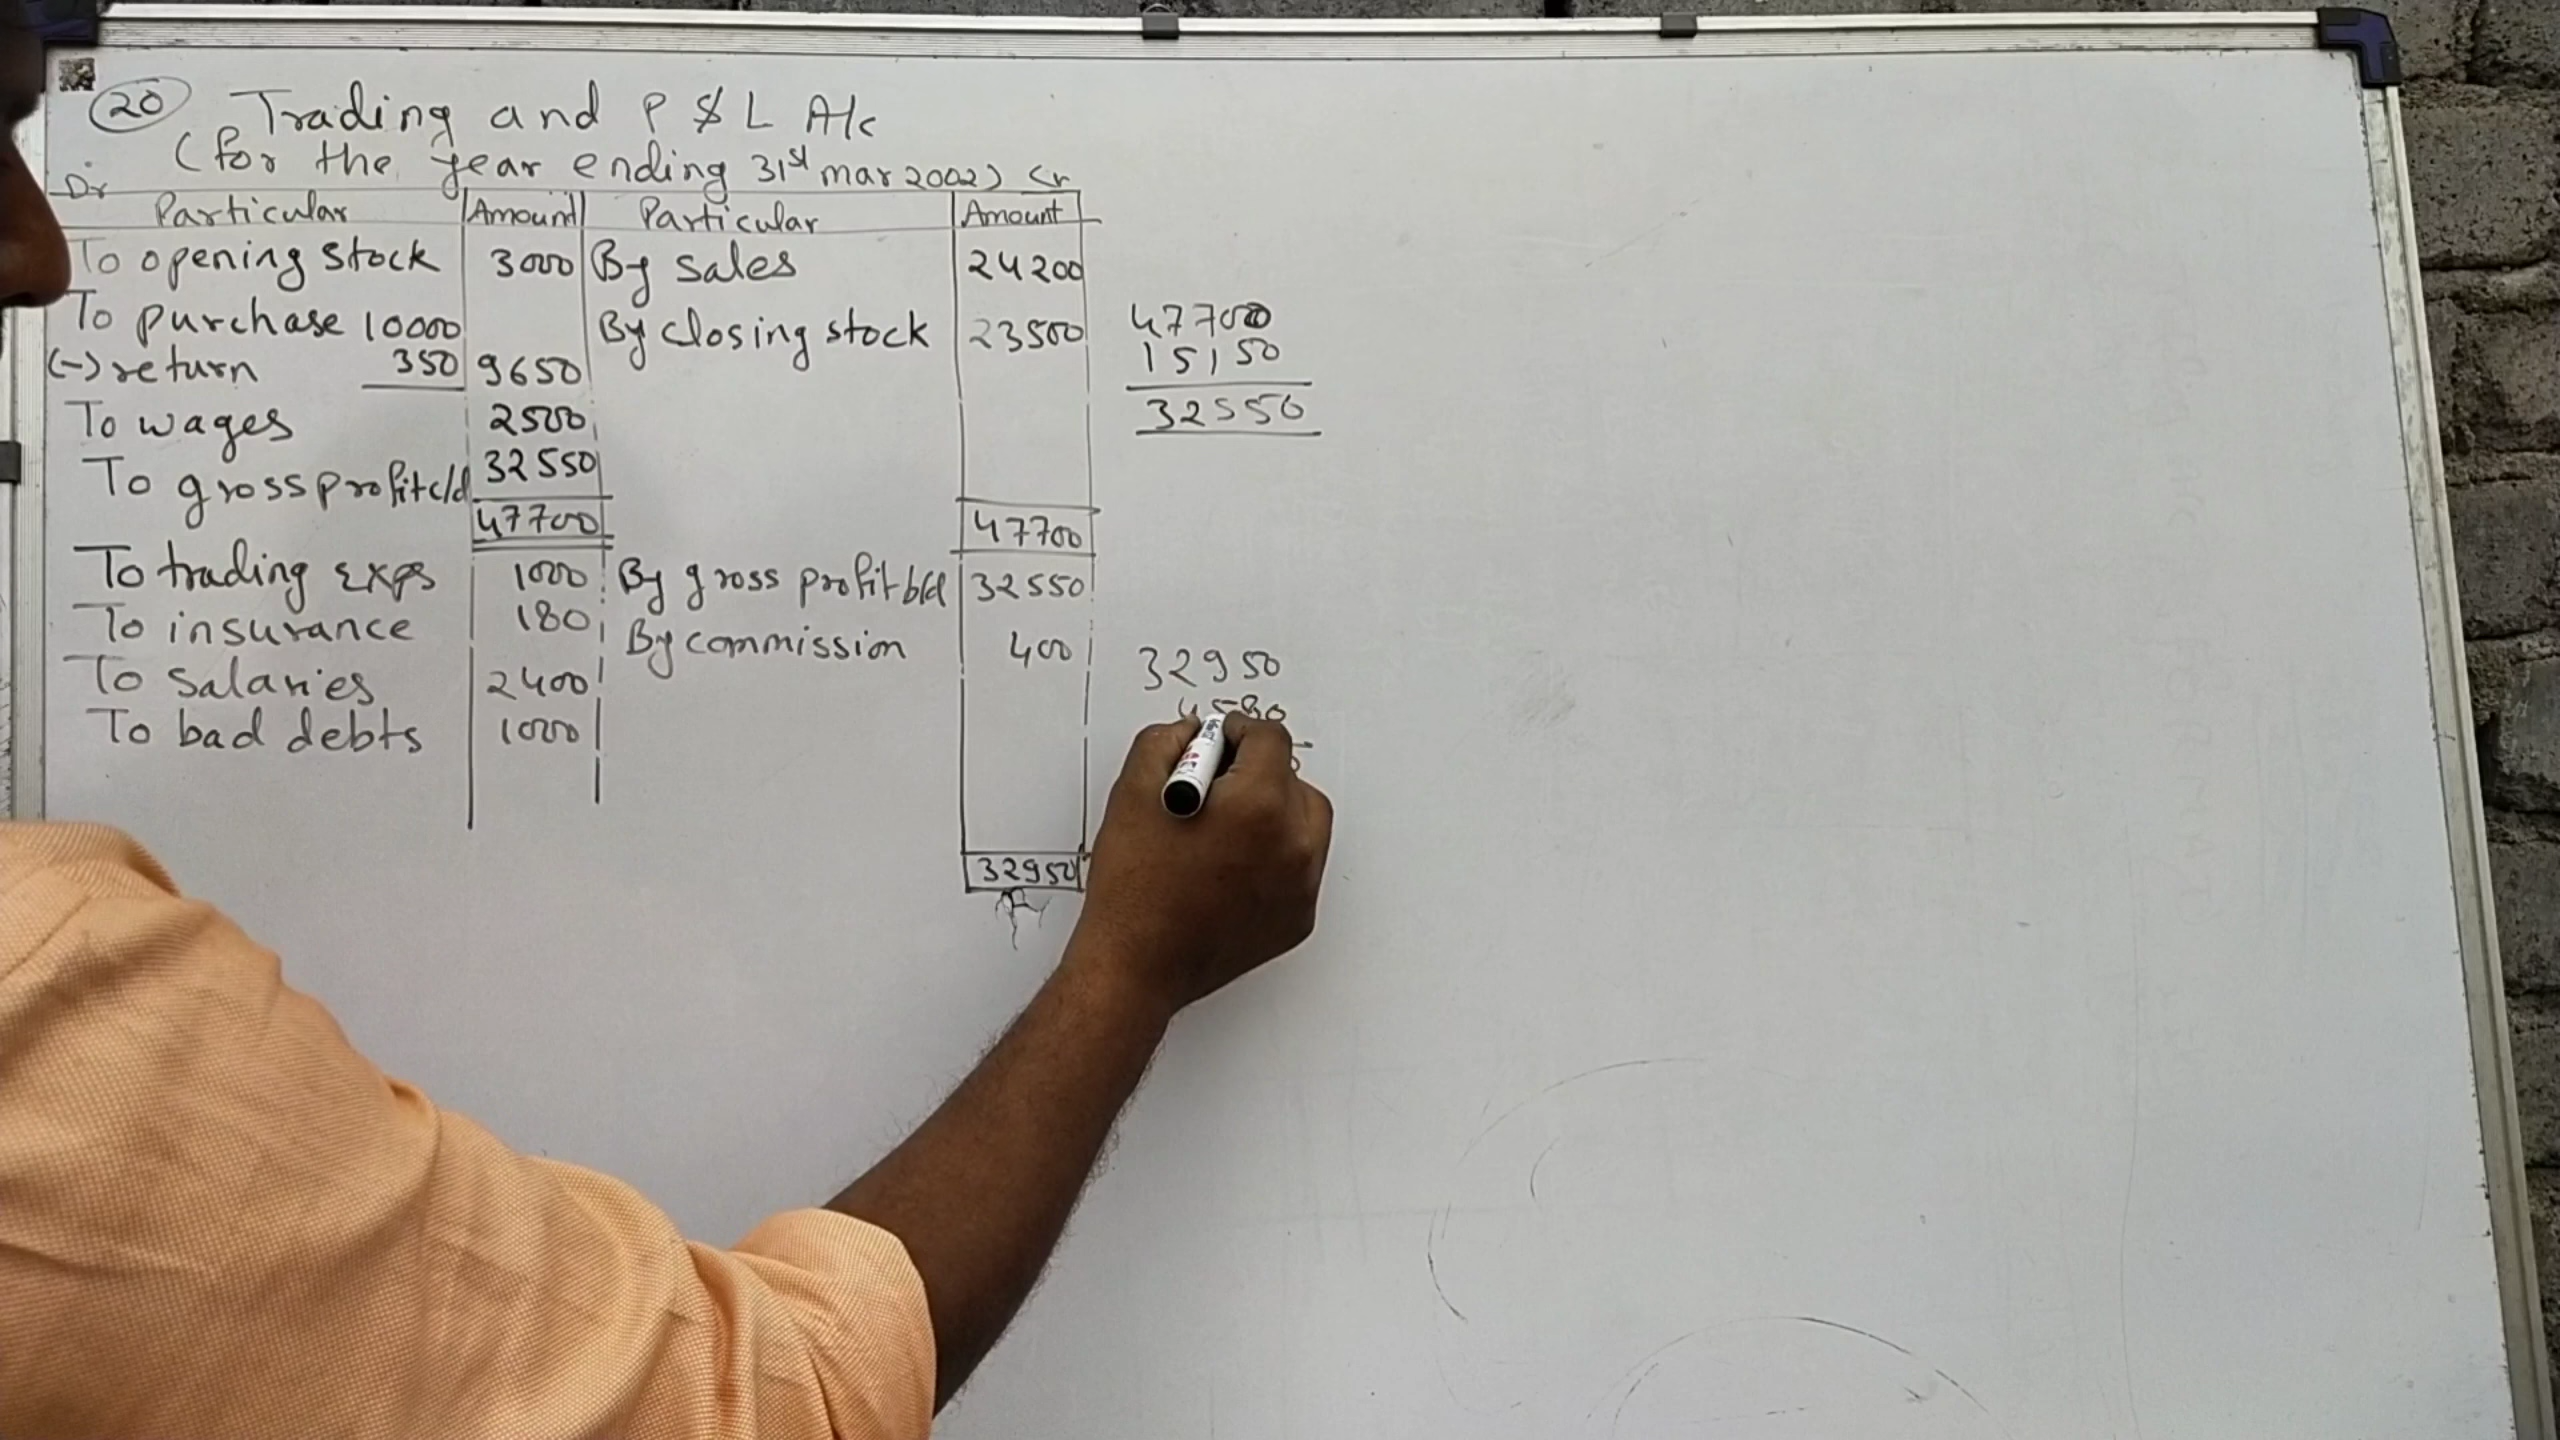 20 Trading and P & L A/c
(for the year ending 31st mar 2002)
Dr Cr
Particular Amount Particular Amount
To opening stock 3000 By sales 24200
To purchase 10000 By closing stock 23500
(-) return 350 9650
To wages 2500
To gross profit c/d 32550
47700 47700
To trading Exps 1000 By gross profit b/d 32550
To insurance 180 By commission 400
To salaries 2400
To bad debts 1000
32950
47700
15150
32550
32950
4580